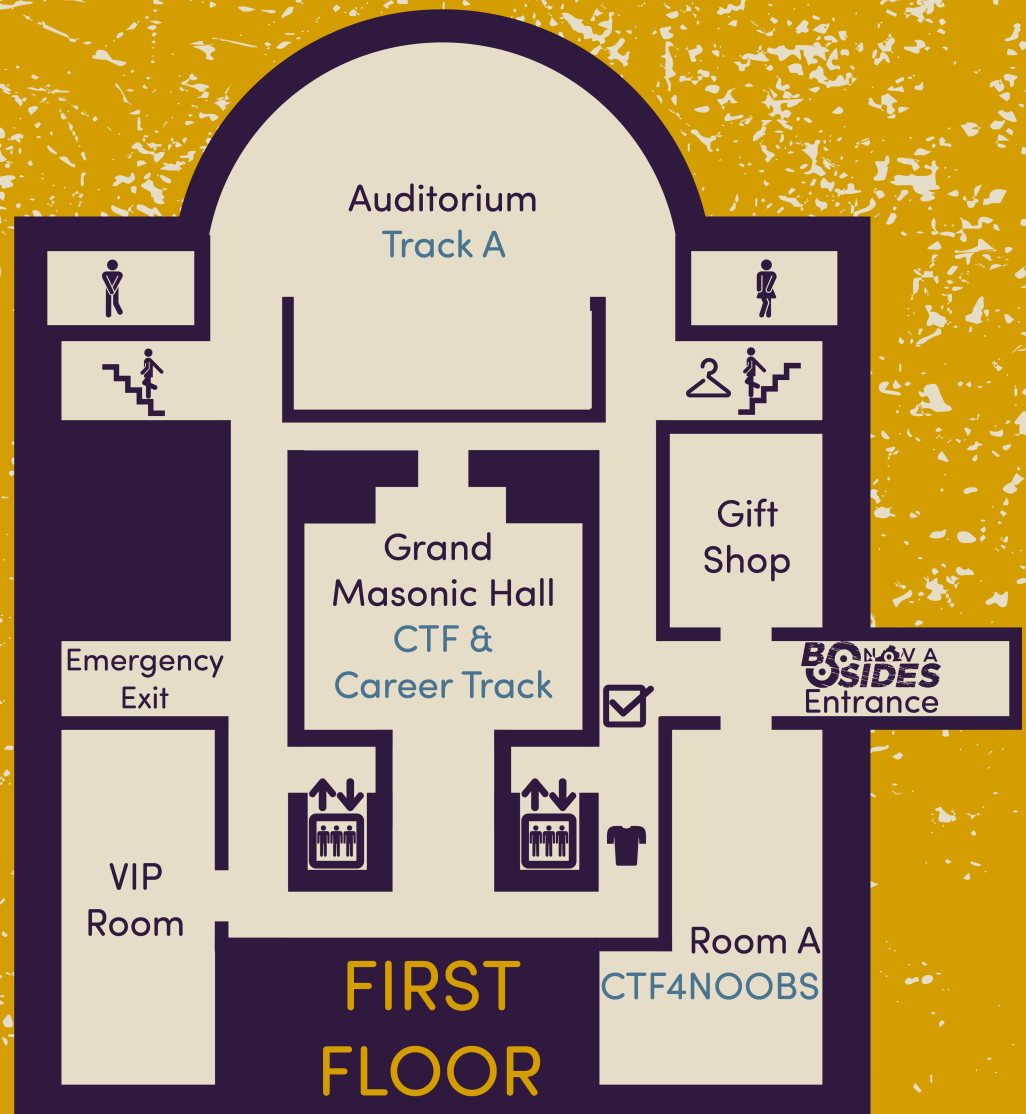 Auditorium
Track A
Gift
Shop
Grand
Masonic Hall
CTF &
Career Track
Emergency
Exit
BSIDES NOVA
Entrance
VIP
Room
Room A
CTF4NOOBS
FIRST
FLOOR